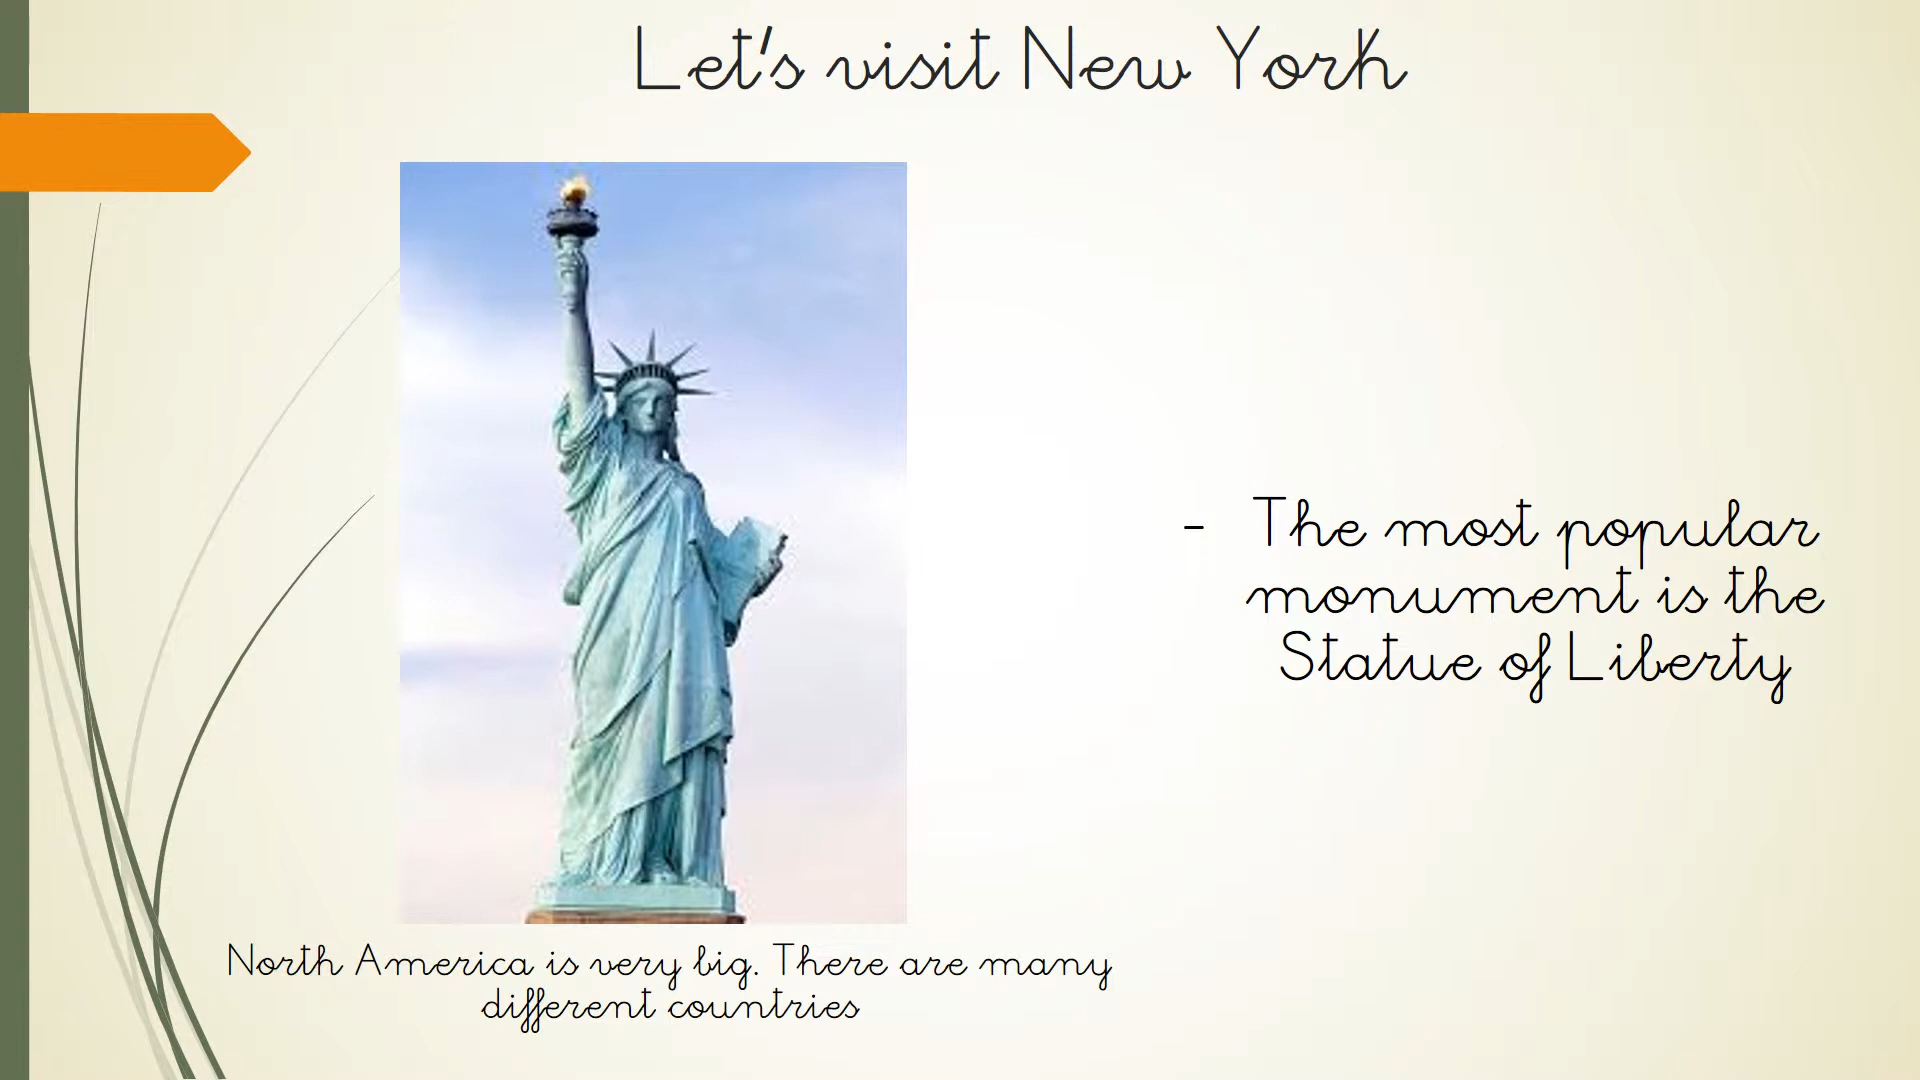 Let's visit New York
- The most popular
monument is the
Statue of Liberty
North America is very big. There are many
different countries